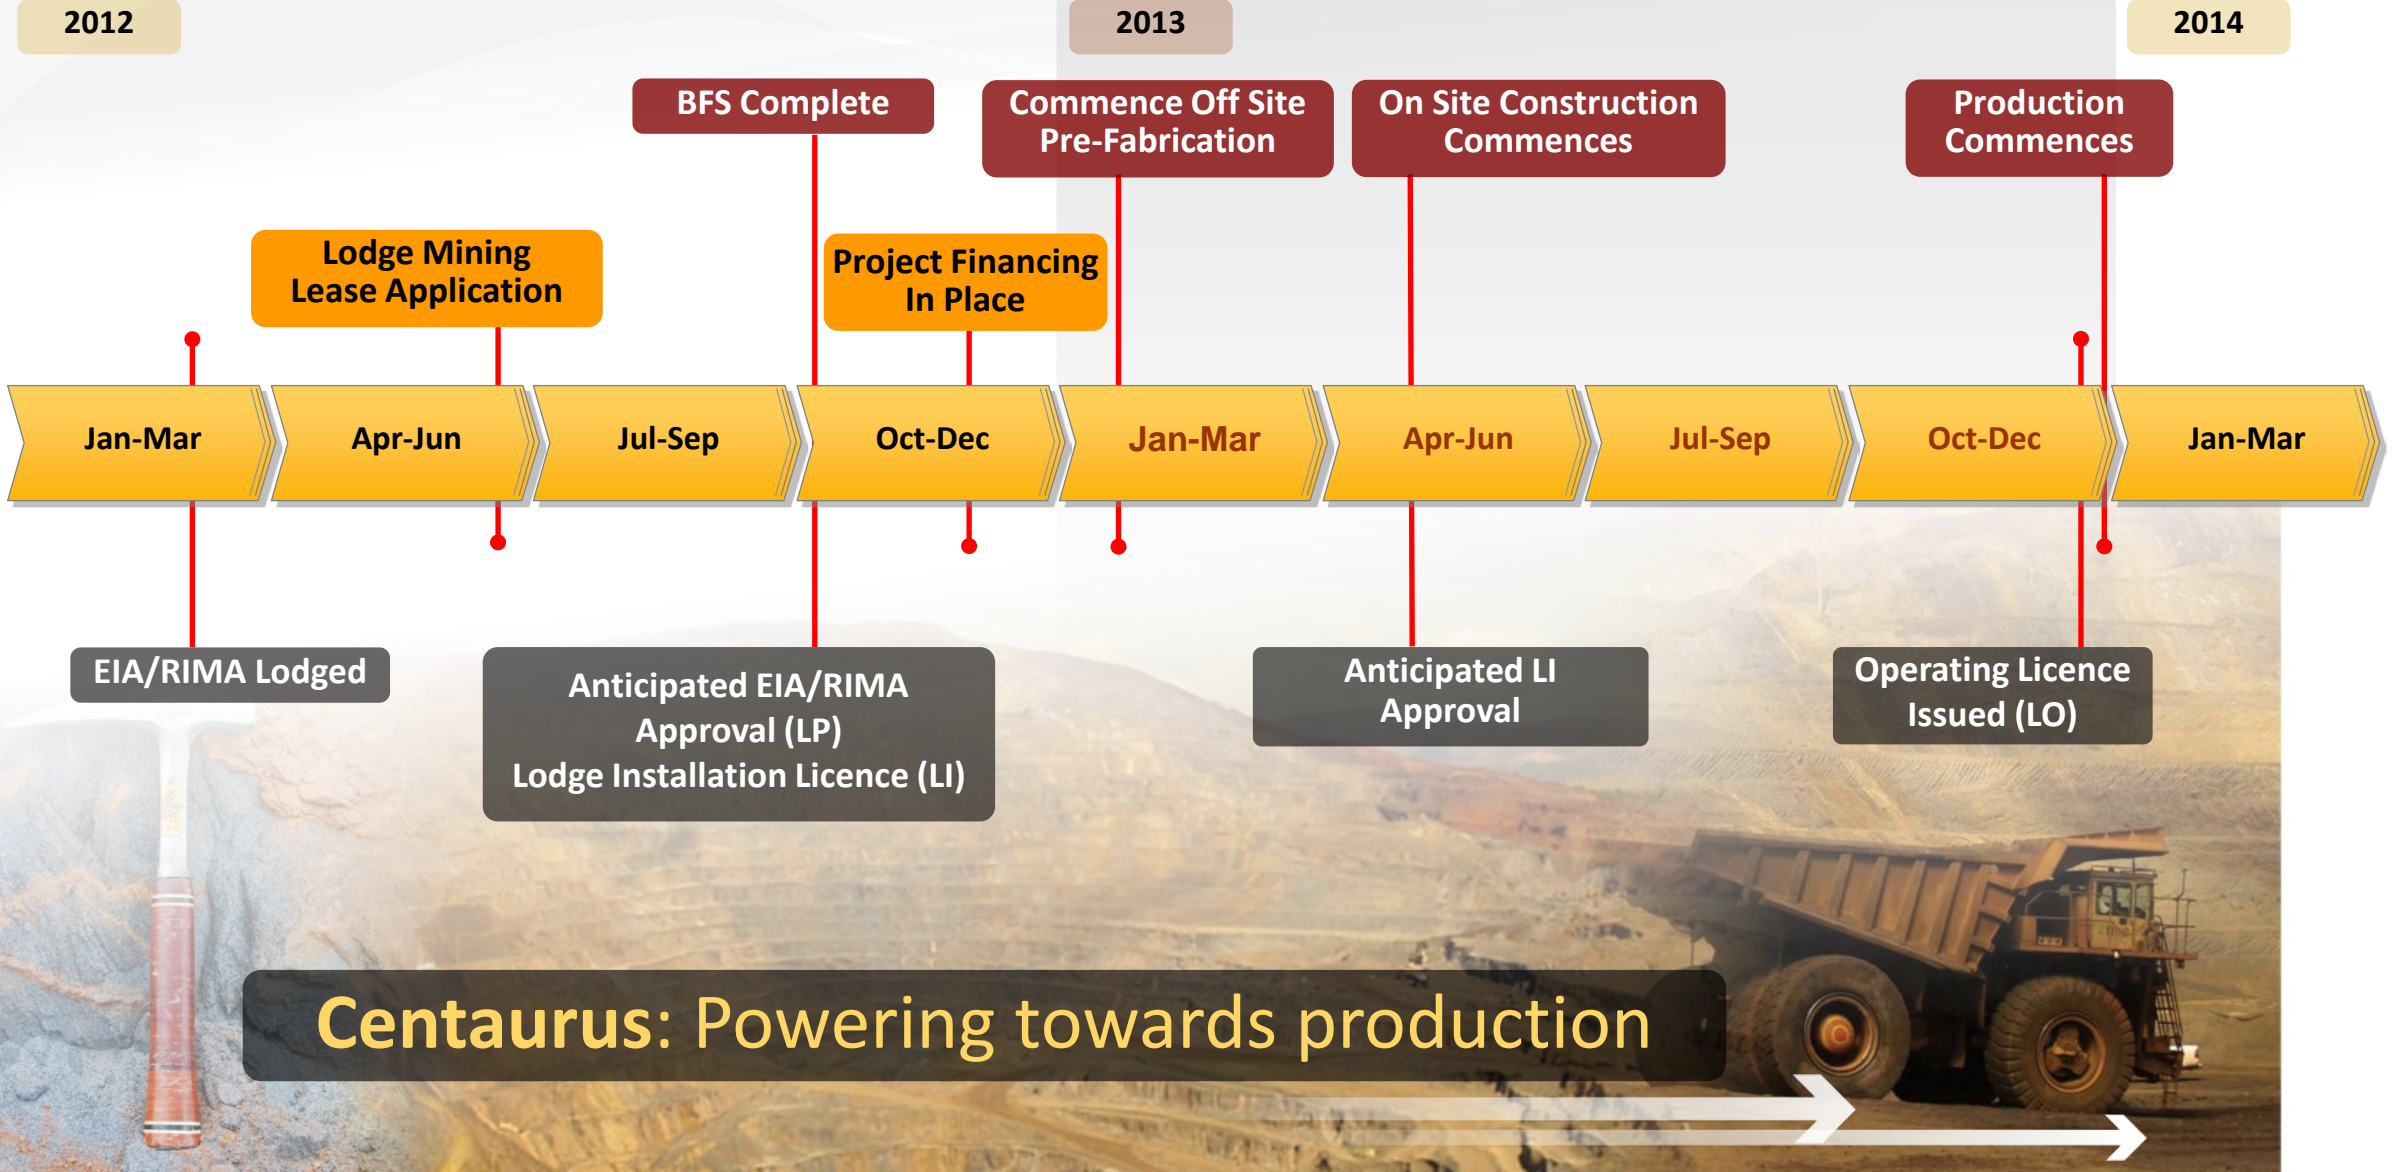 2012
2013
2014
BFS Complete
Commence Off Site
Pre-Fabrication
On Site Construction
Commences
Production
Commences
Lodge Mining
Lease Application
Project Financing
In Place
Jan-Mar
Apr-Jun
Jul-Sep
Oct-Dec
Jan-Mar
Apr-Jun
Jul-Sep
Oct-Dec
Jan-Mar
EIA/RIMA Lodged
Anticipated EIA/RIMA
Approval (LP)
Lodge Installation Licence (LI)
Anticipated LI
Approval
Operating Licence
Issued (LO)
Centaurus: Powering towards production